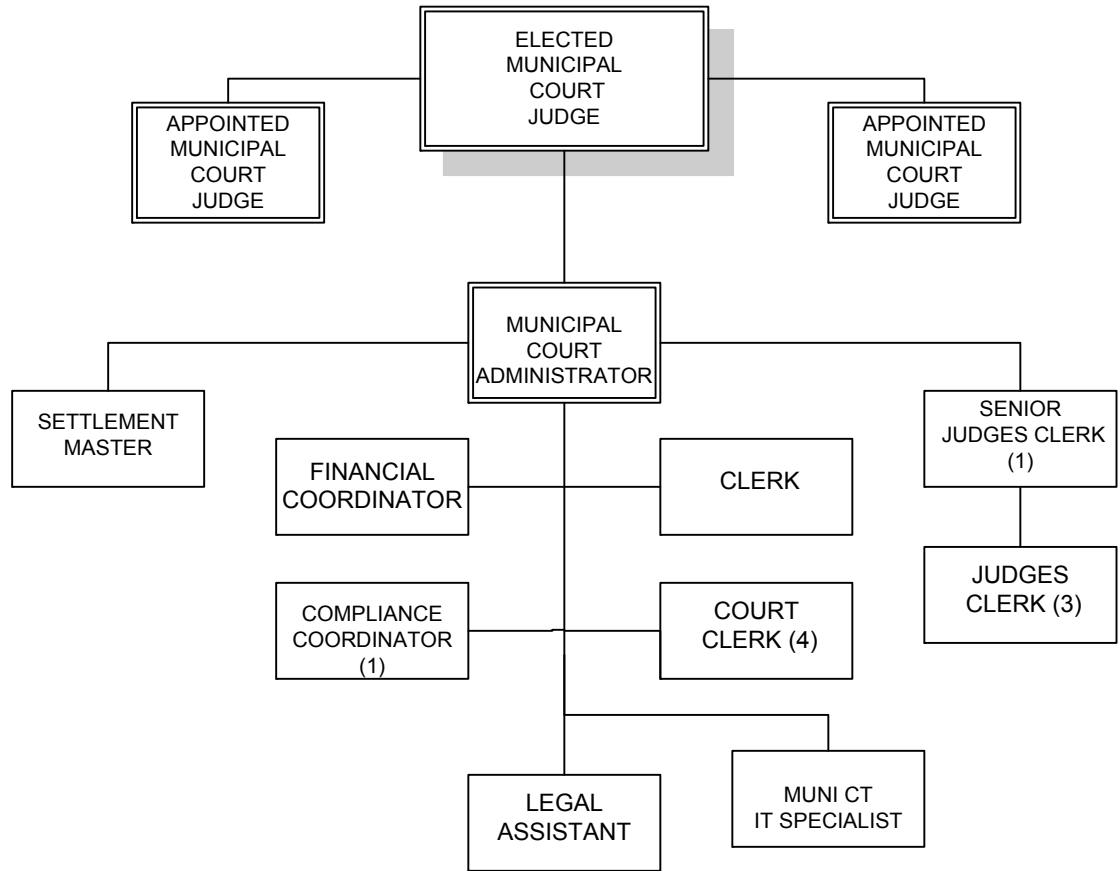 ELECTED
MUNICIPAL
COURT
JUDGE
APPOINTED
MUNICIPAL
COURT
JUDGE
APPOINTED
MUNICIPAL
COURT
JUDGE
MUNICIPAL
COURT
ADMINISTRATOR
SETTLEMENT
MASTER
SENIOR
JUDGES CLERK
(1)
FINANCIAL
COORDINATOR
CLERK
JUDGES
CLERK (3)
COMPLIANCE
COORDINATOR
(1)
COURT
CLERK (4)
LEGAL
ASSISTANT
MUNI CT
IT SPECIALIST